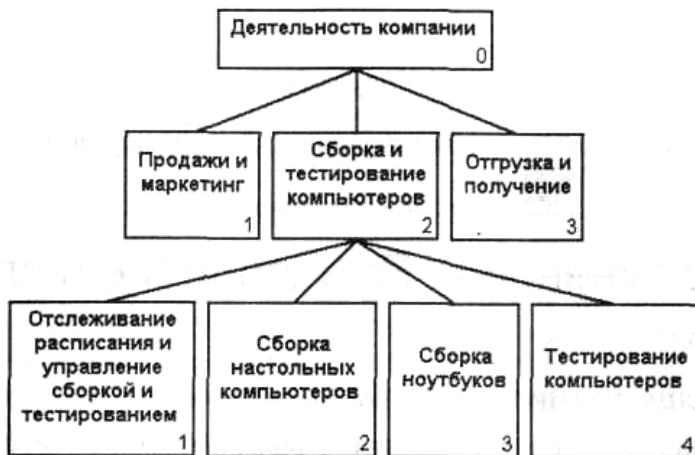 Деятельность компании
0
Продажи и
маркетинг
1
Сборка и
тестирование
компьютеров
2
Отгрузка и
получение
3
Отслеживание
расписания и
управление
сборкой и
тестированием
1
Сборка
настольных
компьютеров
2
Сборка
ноутбуков
3
Тестирование
компьютеров
4